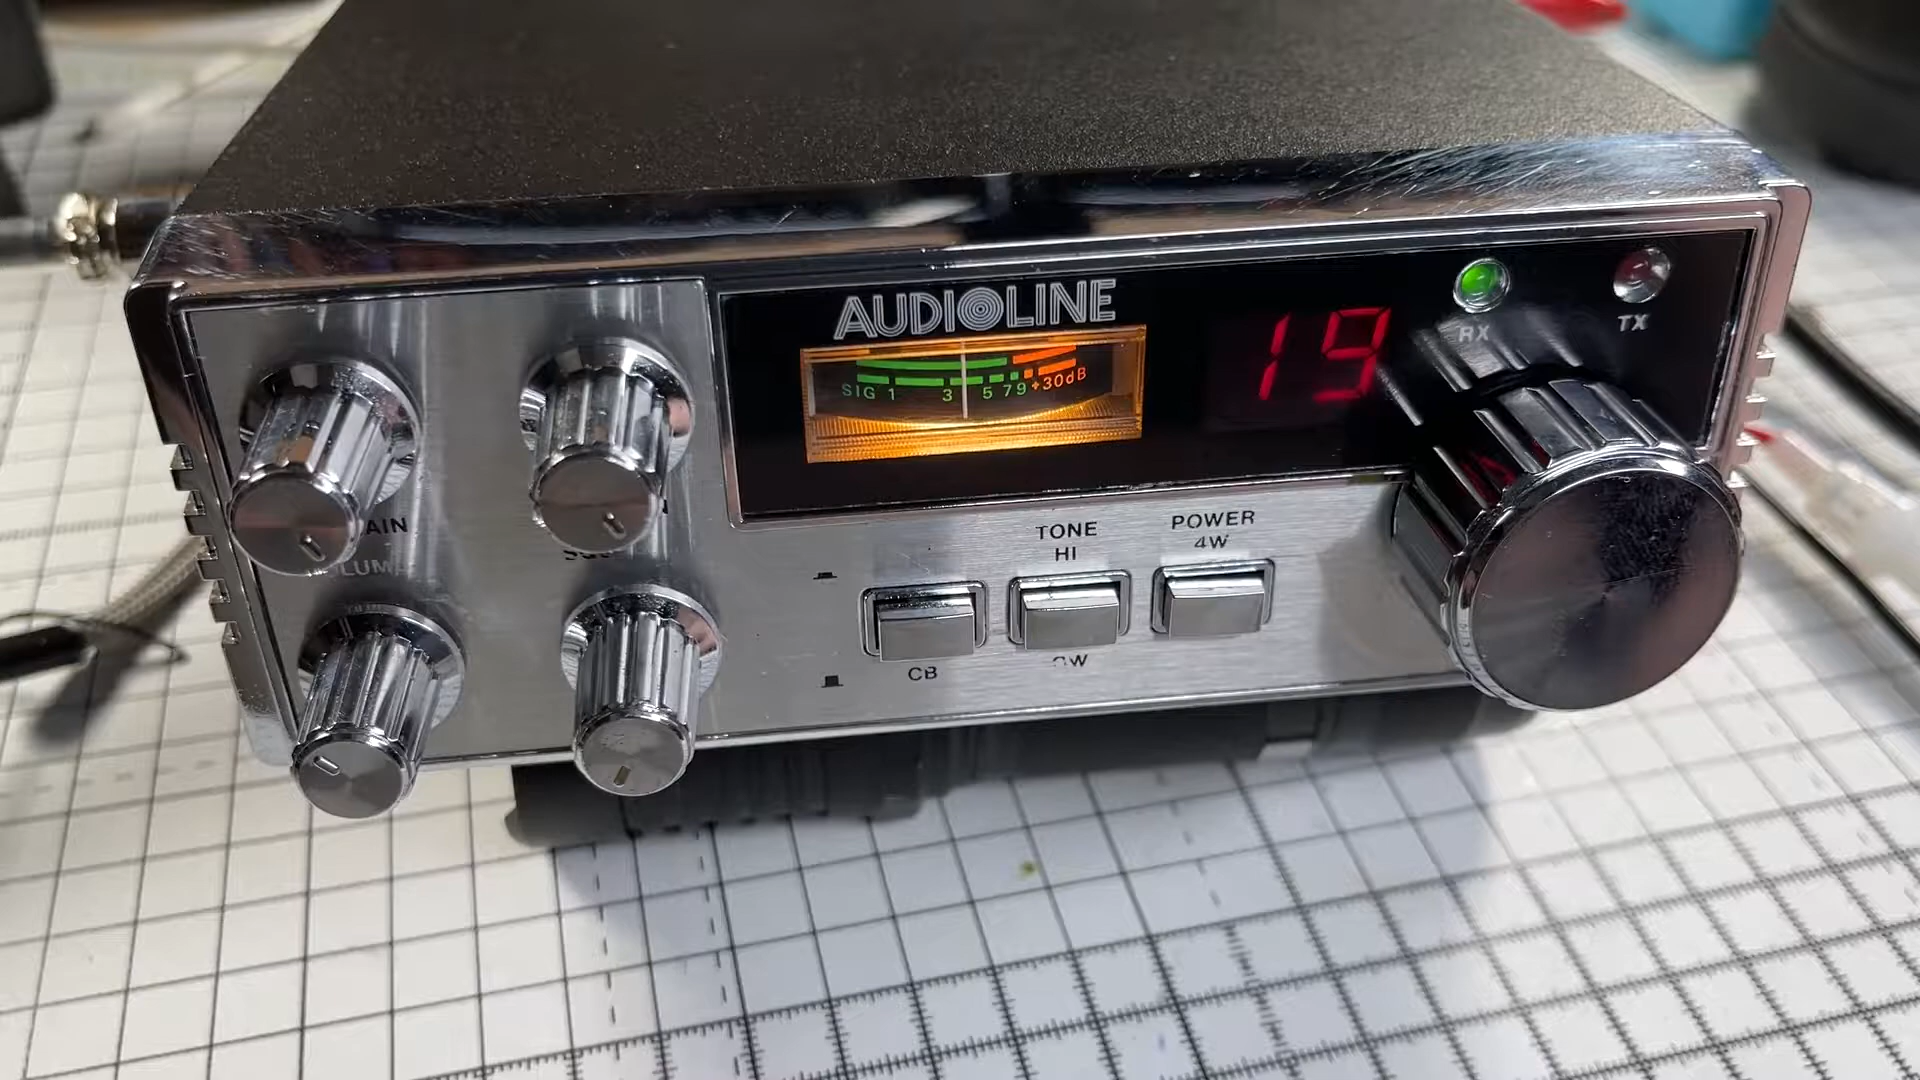 AUDIOLINE
SIG 1 3 5 7 9 +30dB
19
RX
TX
TONE
HI
POWER
4W
CB